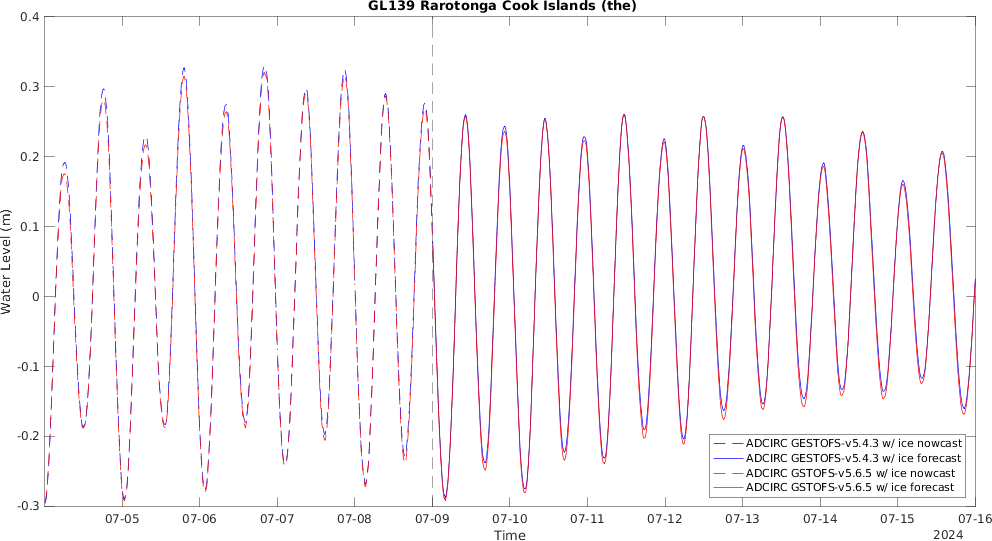 GL139 Rarotonga Cook Islands (the)
0.4
0.3
0.2
0.1
0
-0.1
-0.2
-0.3
Water Level (m)
ADCIRC GESTOFS-v5.4.3 w/ ice nowcast
ADCIRC GESTOFS-v5.4.3 w/ ice forecast
ADCIRC GSTOFS-v5.6.5 w/ ice nowcast
ADCIRC GSTOFS-v5.6.5 w/ ice forecast
07-05 07-06 07-07 07-08 07-09 07-10 07-11 07-12 07-13 07-14 07-15 07-16
Time
2024